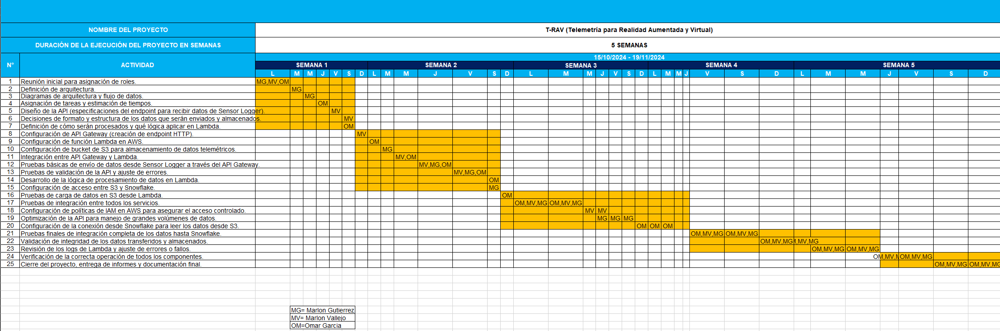 NOMBRE DEL PROYECTO T-RAV (Telemetría para Realidad Aumentada y Virtual)
DURACIÓN DE LA EJECUCIÓN DEL PROYECTO EN SEMANAS 5 SEMANAS
15/10/2024 - 19/11/2024
N° ACTIVIDAD SEMANA 1 SEMANA 2 SEMANA 3 SEMANA 4 SEMANA 5
L M M J V S D L M M J V S D L M M J V S D L M M J V S D L M M J V S D
1 Reunión inicial para asignación de roles. MG,MV,OM
2 Definición de arquitectura. MG
3 Diagramas de arquitectura y flujo de datos. MG
4 Asignación de tareas y estimación de tiempos. OM
5 Diseño de la API (especificaciones del endpoint para recibir datos de Sensor Logger). MV
6 Decisiones de formato y estructura de los datos que serán enviados y almacenados. MV
7 Definición de cómo serán procesados y qué lógica aplicar en Lambda. OM
8 Configuración de API Gateway (creación de endpoint HTTP). MV
9 Configuración de función Lambda en AWS. OM
10 Configuración de bucket de S3 para almacenamiento de datos telemétricos. MG
11 Integración entre API Gateway y Lambda. MV,OM
12 Pruebas básicas de envío de datos desde Sensor Logger a través del API Gateway. MV,MG,OM
13 Pruebas de validación de la API y ajuste de errores. MV,MG,OM
14 Desarrollo de la lógica de procesamiento de datos en Lambda. OM
15 Configuración de acceso entre S3 y Snowflake. MG
16 Pruebas de carga de datos en S3 desde Lambda. OM
17 Pruebas de integración entre todos los servicios. OM,MV,MG OM,MV,MG
18 Configuración de políticas de IAM en AWS para asegurar el acceso controlado. MV MV
19 Optimización de la API para manejo de grandes volúmenes de datos. MG MG MG
20 Configuración de la conexión desde Snowflake para leer los datos desde S3. OM OM OM
21 Pruebas finales de integración completa de los datos hasta Snowflake. OM,MV,MG OM,MV,MG
22 Validación de integridad de los datos transferidos y almacenados. OM,MV,MG ,MV,MG
23 Revisión de los logs de Lambda y ajuste de errores o fallos. OM,MV,MG OM,MV,MG
24 Verificación de la correcta operación de todos los componentes. OM,MV, OM,MV,MG
25 Cierre del proyecto, entrega de informes y documentación final. OM,MV,MG OM,MV,MG
MG= Marlon Gutierrez
MV= Marlon Vallejo
OM=Omar Garcia